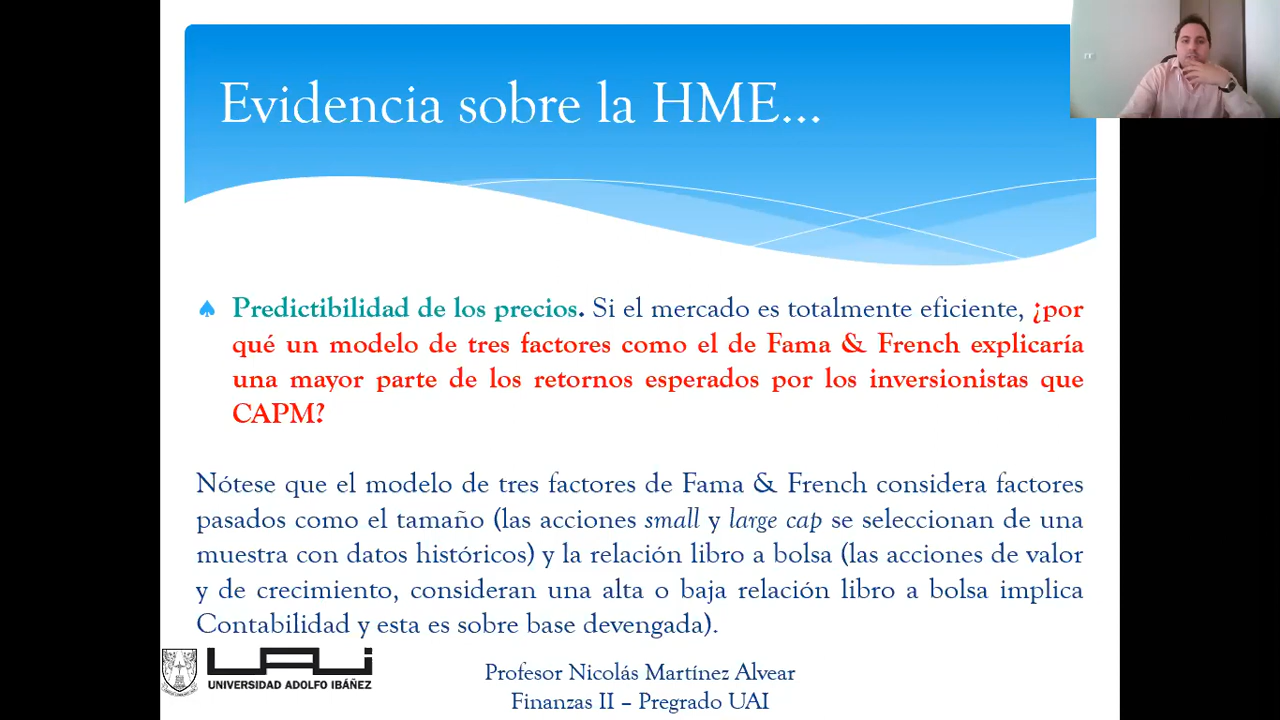 Evidencia sobre la HME...
Predictibilidad de los precios. Si el mercado es totalmente eficiente, ¿por
qué un modelo de tres factores como el de Fama & French explicaría
una mayor parte de los retornos esperados por los inversionistas que
CAPM?
Nótese que el modelo de tres factores de Fama & French considera factores
pasados como el tamaño (las acciones small y large cap se seleccionan de una
muestra con datos históricos) y la relación libro a bolsa (las acciones de valor
y de crecimiento, consideran una alta o baja relación libro a bolsa implica
Contabilidad y esta es sobre base devengada).
UAI
UNIVERSIDAD ADOLFO IBÁÑEZ
Profesor Nicolás Martínez Alvear
Finanzas II – Pregrado UAI